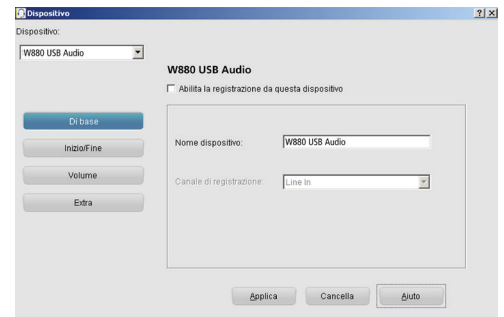 Dispositivo
Dispositivo:
W880 USB Audio
W880 USB Audio
Abilita la registrazione da questa dispositivo
Di base
Inizio/Fine
Volume
Extra
Nome dispositivo: W880 USB Audio
Canale di registrazione: Line In
Applica Cancella Aiuto